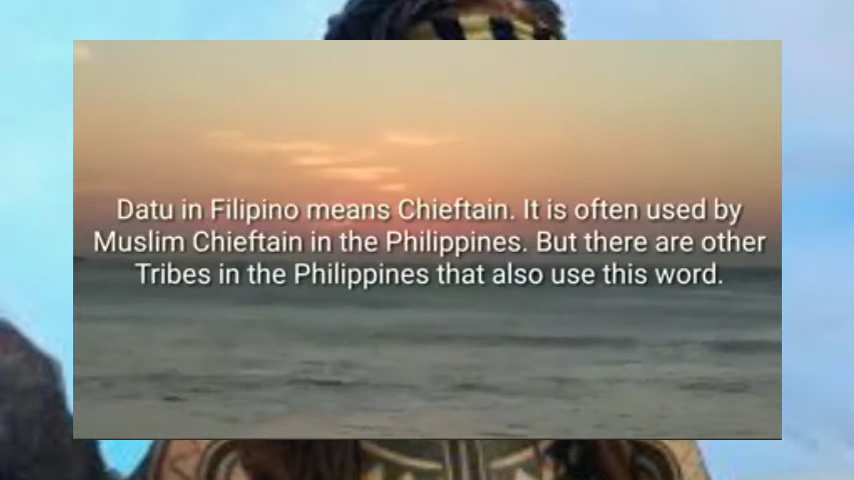 Datu in Filipino means Chieftain. It is often used by
Muslim Chieftain in the Philippines. But there are other
Tribes in the Philippines that also use this word.